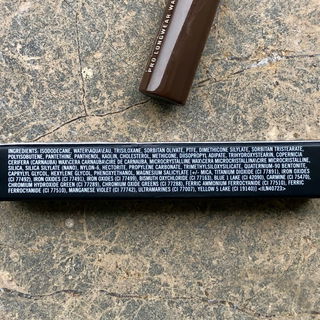 PRO LONGWEAR WA
INGREDIENTS: ISODODECANE, WATER\AQUA\EAU, TRISILOXANE, SORBITAN OLIVATE, PTFE, DIMETHICONE SILYLATE, SORBITAN TRISTEARATE,
POLYISOBUTENE, PANTETHINE, PANTHENOL, KAOLIN, CHOLESTEROL, METHICONE, DIISOPROPYL ADIPATE, TRIHYDROXYSTEARIN, COPERNICIA
CERIFERA (CARNAUBA) WAX\CERA CARNAUBA\CIRE DE CARNAUBA, MICROCRYSTALLINE WAX\CERA MICROCRISTALLINA\CIRE MICROCRISTALLINE,
SILICA, SILICA SILYLATE (NANO), NYLON-6, HECTORITE, PROPYLENE CARBONATE, TRIMETHYLSILOXYSILICATE, QUATERNIUM-90 BENTONITE,
CAPRYLYL GLYCOL, HEXYLENE GLYCOL, PHENOXYETHANOL, MAGNESIUM SALICYLATE [+/- MICA, TITANIUM DIOXIDE (CI 77891), IRON OXIDES
(CI 77492), IRON OXIDES (CI 77491), IRON OXIDES (CI 77499), BISMUTH OXYCHLORIDE (CI 77163), BLUE 1 LAKE (CI 42090), CARMINE (CI 75470),
CHROMIUM HYDROXIDE GREEN (CI 77289), CHROMIUM OXIDE GREENS (CI 77288), FERRIC AMMONIUM FERROCYANIDE (CI 77510), FERRIC
FERROCYANIDE (CI 77510), MANGANESE VIOLET (CI 77742), ULTRAMARINES (CI 77007), YELLOW 5 LAKE (CI 19140)] <ILN40723>